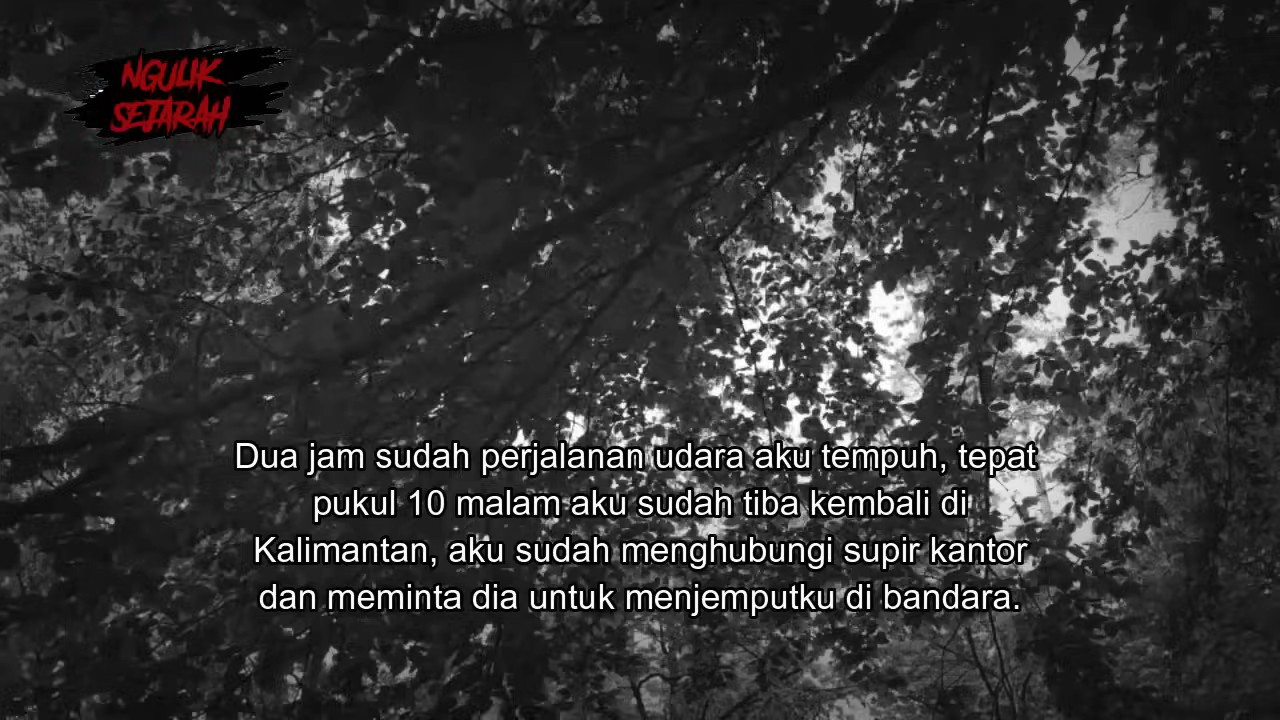 NGULIK
SEJARAH
Dua jam sudah perjalanan udara aku tempuh, tepat
pukul 10 malam aku sudah tiba kembali di
Kalimantan, aku sudah menghubungi supir kantor
dan meminta dia untuk menjemputku di bandara.